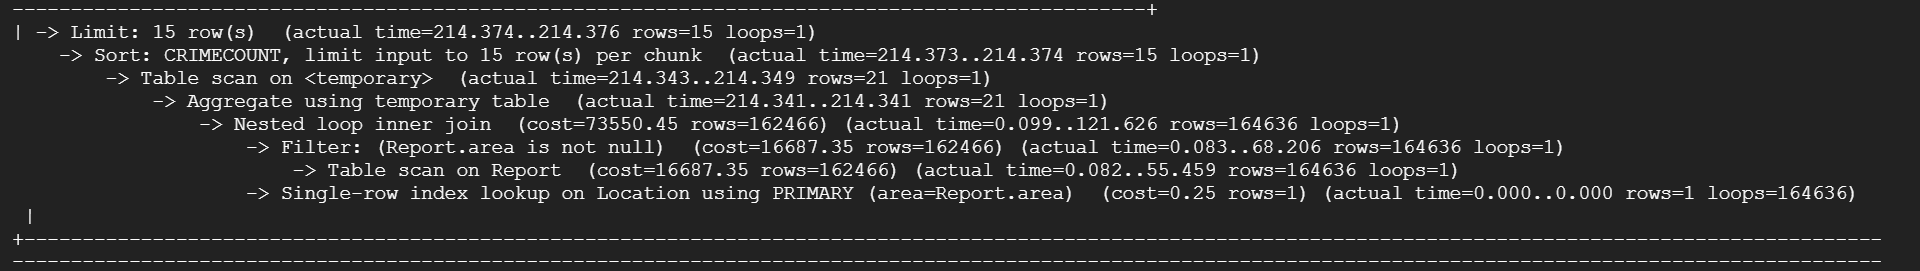 --------------------------------------------------------------------------------------------------+
| -> Limit: 15 row(s)  (actual time=214.374..214.376 rows=15 loops=1)
    -> Sort: CRIMECOUNT, limit input to 15 row(s) per chunk  (actual time=214.373..214.374 rows=15 loops=1)
        -> Table scan on <temporary>  (actual time=214.343..214.349 rows=21 loops=1)
            -> Aggregate using temporary table  (actual time=214.341..214.341 rows=21 loops=1)
                -> Nested loop inner join  (cost=73550.45 rows=162466) (actual time=0.099..121.626 rows=164636 loops=1)
                    -> Filter: (Report.area is not null)  (cost=16687.35 rows=162466) (actual time=0.083..68.206 rows=164636 loops=1)
                        -> Table scan on Report  (cost=16687.35 rows=162466) (actual time=0.082..55.459 rows=164636 loops=1)
                    -> Single-row index lookup on Location using PRIMARY (area=Report.area)  (cost=0.25 rows=1) (actual time=0.000..0.000 rows=1 loops=164636)
 |
+----------------------------------------------------------------------------------------------------------------------------------------------------------------
-----------------------------------------------------------------------------------------------------------------------------------------------------------------